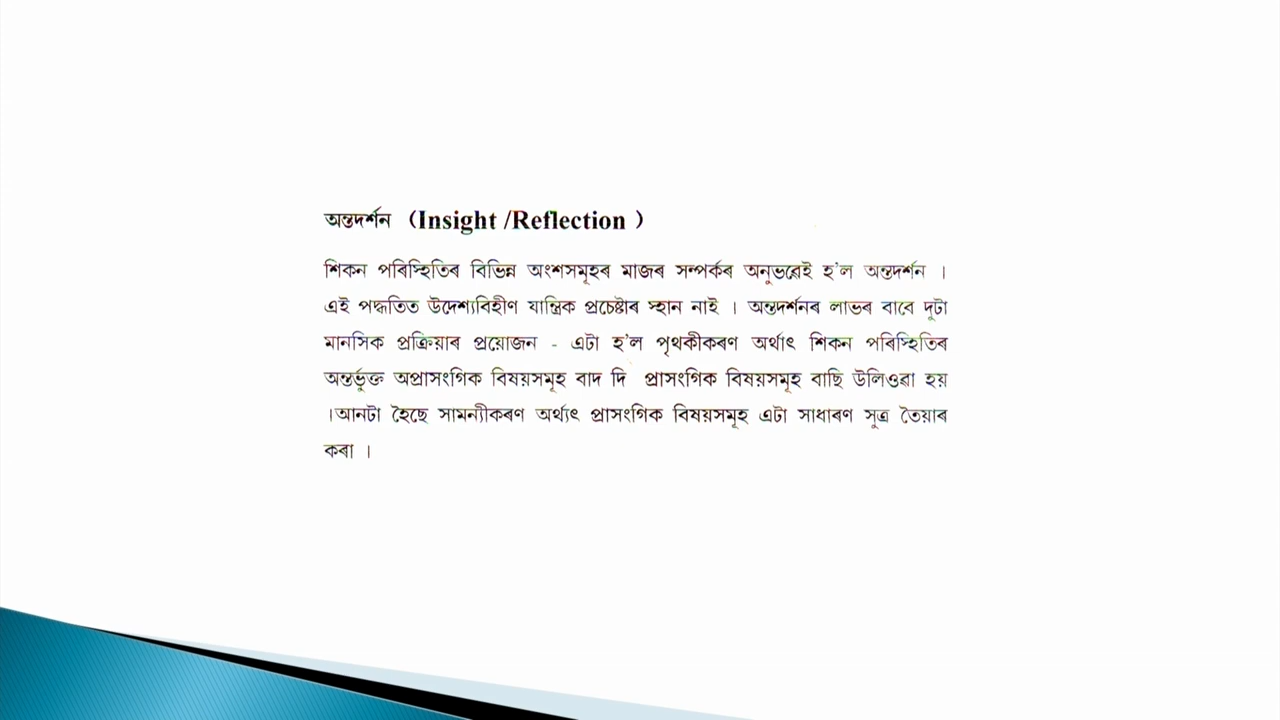 অন্তদৰ্শন (Insight /Reflection )
শিকন পৰিস্থিতিৰ বিভিন্ন অংশসমূহৰ মাজৰ সম্পৰ্কৰ অনুভৱেই হ'ল অন্তদৰ্শন ।
এই পদ্ধতিত উদেশ্যবিহীণ যান্ত্ৰিক প্ৰচেষ্টাৰ স্থান নাই । অন্তদৰ্শনৰ লাভৰ বাবে দুটা
মানসিক প্ৰক্ৰিয়াৰ প্ৰয়োজন - এটা হ'ল পৃথকীকৰণ অৰ্থাৎ শিকন পৰিস্থিতিৰ
অন্তৰ্ভুক্ত অপ্ৰাসংগিক বিষয়সমূহ বাদ দি প্ৰাসংগিক বিষয়সমূহ বাছি উলিওৱা হয়
।আনটা হৈছে সামন্যীকৰণ অৰ্থ্যৎ প্ৰাসংগিক বিষয়সমূহ এটা সাধাৰণ সুত্ৰ তৈয়াৰ
কৰা ।